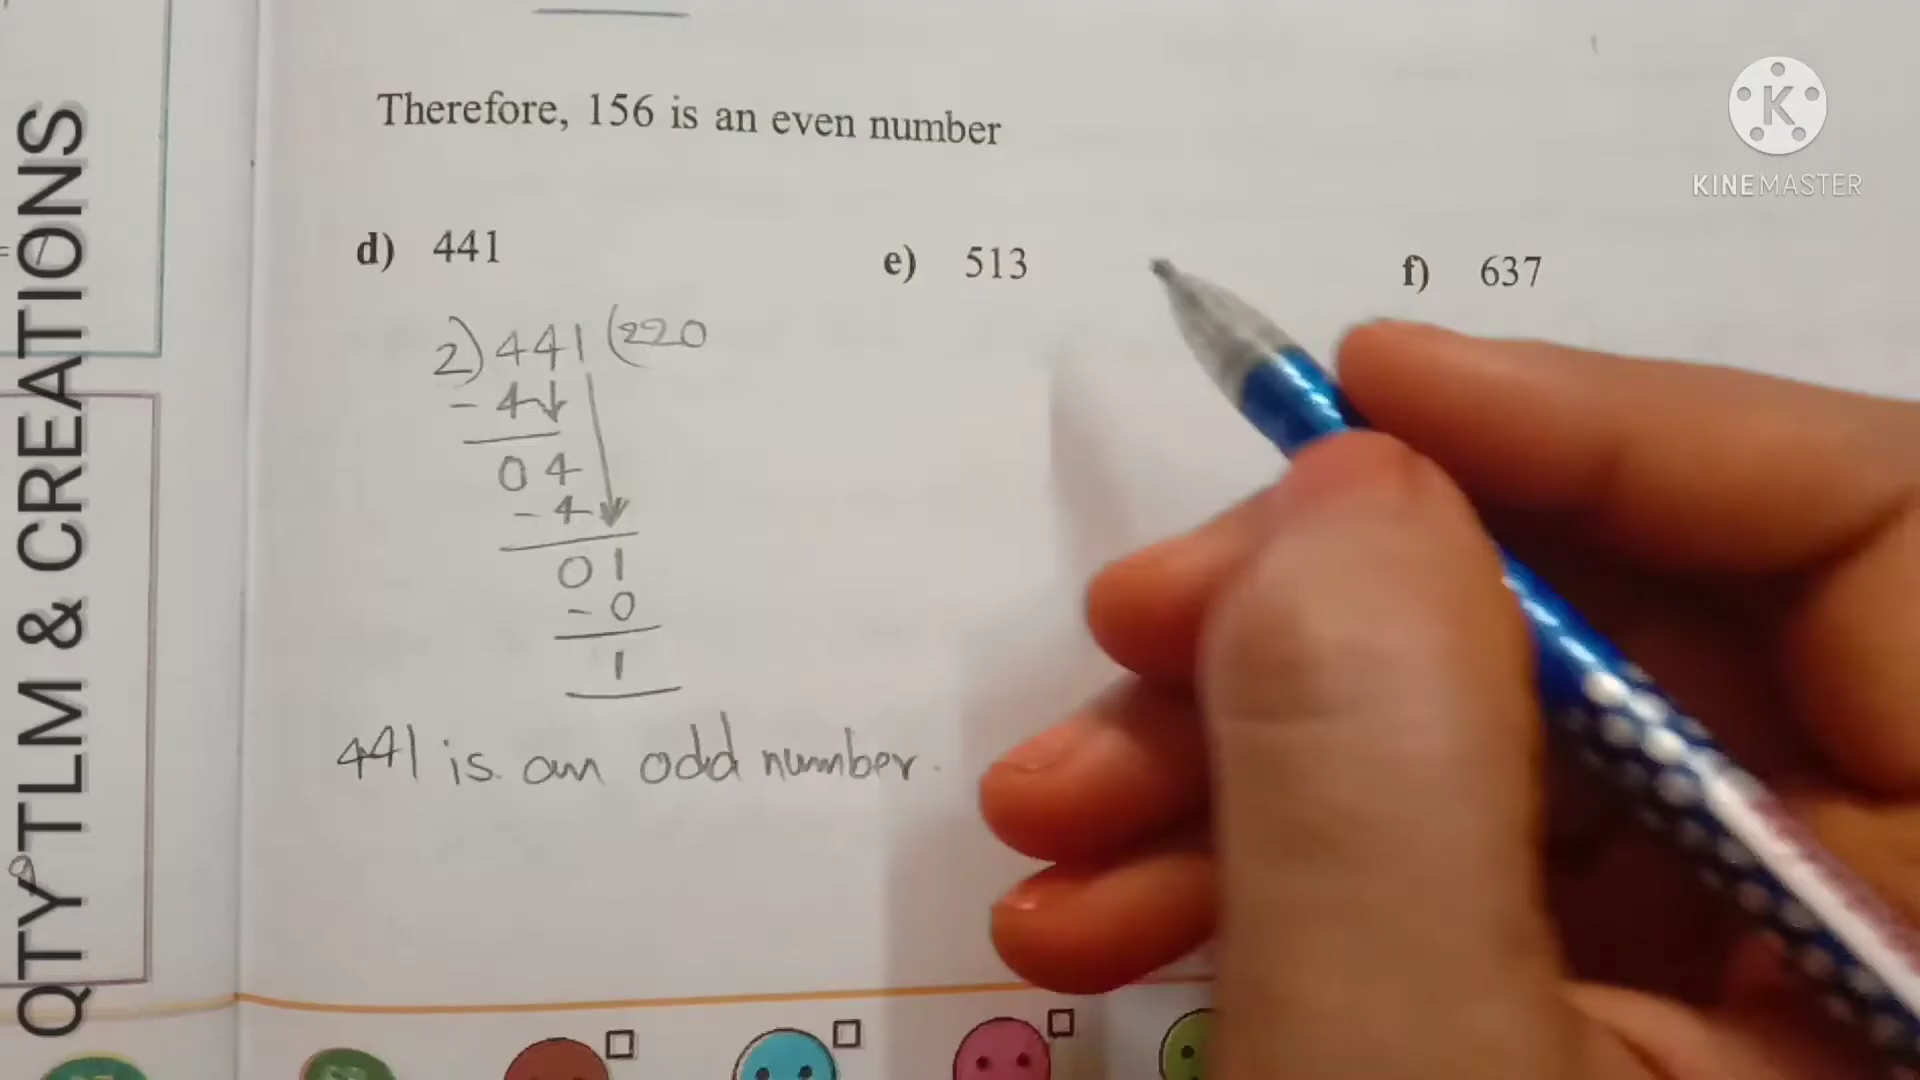 Therefore, 156 is an even number
d) 441
e) 513
f) 637
2)441(220
- 4
04
- 4
01
- 0
1
441 is an odd number.
QTY TLM & CREATIONS
K
KINEMASTER